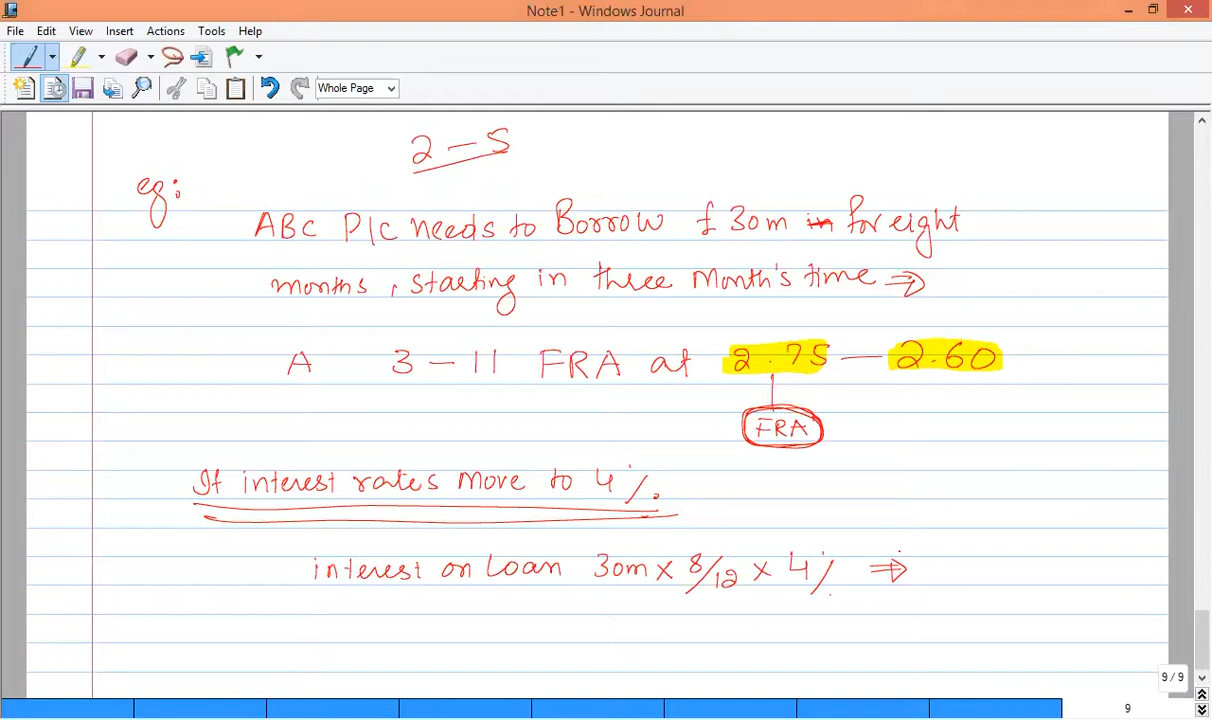 Note1 - Windows Journal
File Edit View Insert Actions Tools Help
Whole Page
2 - 5
eg:
ABC Plc needs to Borrow £ 30m in for eight
months, starting in three Month's time ⇒
A 3 - 11 FRA at 2.75 - 2.60
FRA
If interest rates move to 4%.
interest on Loan 30m × 8/12 × 4% ⇒
9 / 9
9